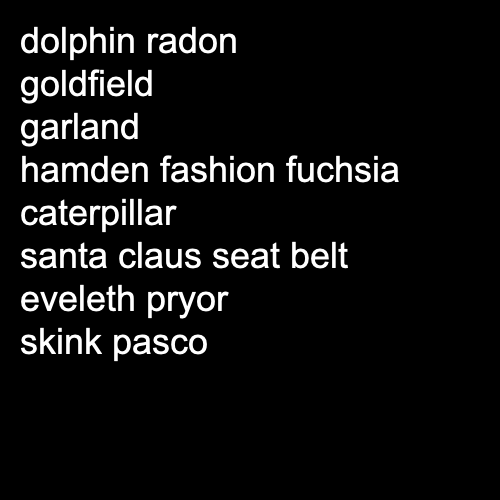 dolphin radon
goldfield
garland
hamden fashion fuchsia
caterpillar
santa claus seat belt
eveleth pryor
skink pasco